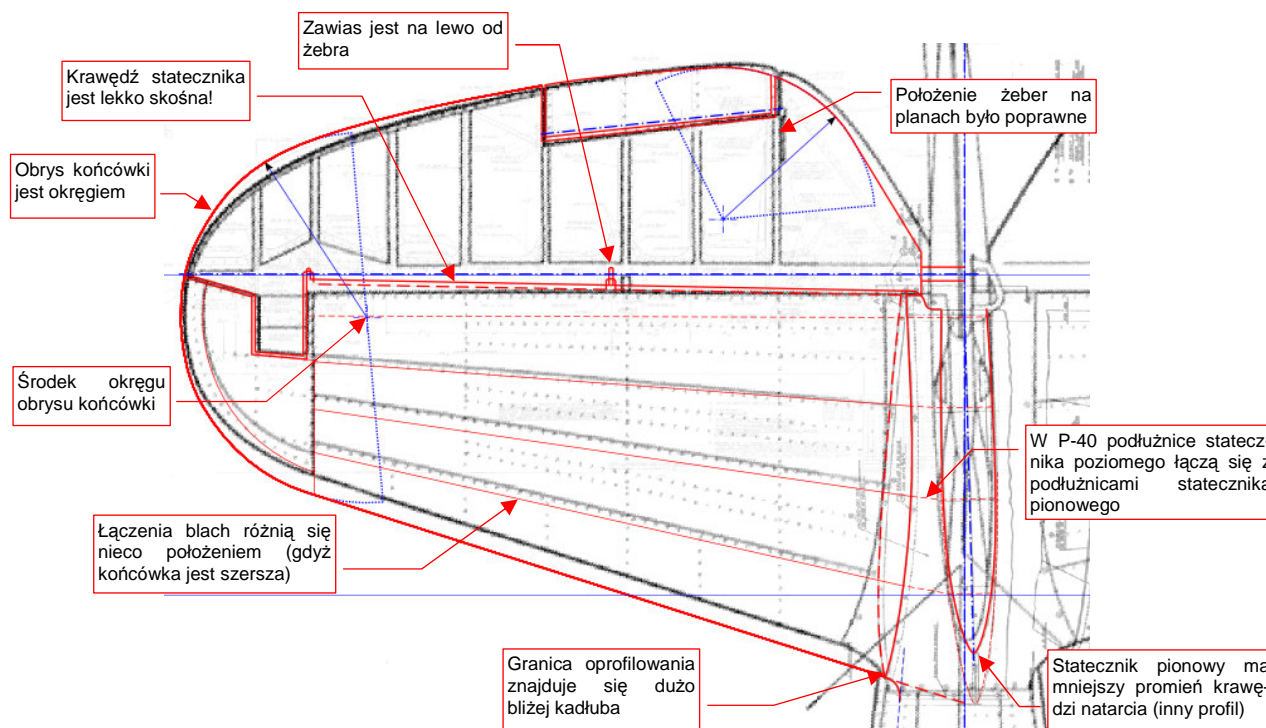 Zawias jest na lewo od
żebra
Krawędź statecznika
jest lekko skośna!
Położenie żeber na
planach było poprawne
Obrys końcówki
jest okręgiem
Środek okręgu
obrysu końcówki
W P-40 podłużnice statecz-
nika poziomego łączą się z
podłużnicami statecznika
pionowego
Łączenia blach różnią się
nieco położeniem (gdyż
końcówka jest szersza)
Granica oprofilowania
znajduje się dużo
bliżej kadłuba
Statecznik pionowy ma
mniejszy promień krawę-
dzi natarcia (inny profil)